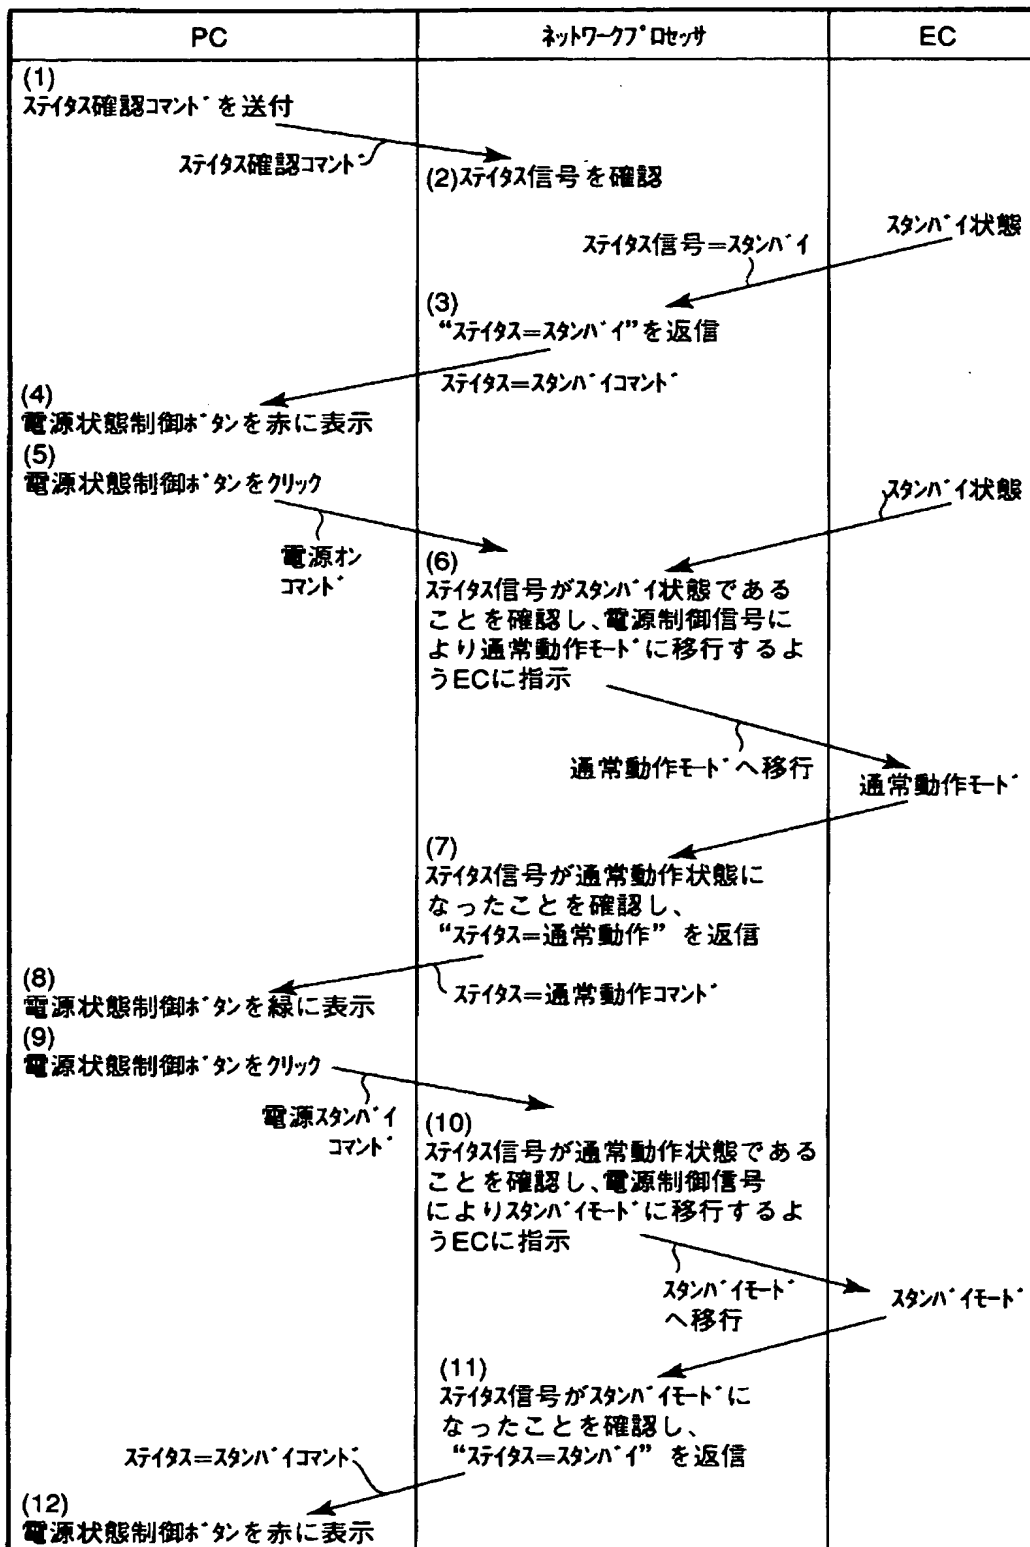 PC
ネットワークプロセッサ
EC
(1)
ステイタス確認コマンドを送付
ステイタス確認コマンド
(2)ステイタス信号を確認
スタンバイ状態
ステイタス信号=スタンバイ
(3)
“ステイタス=スタンバイ”を返信
ステイタス=スタンバイコマンド
(4)
電源状態制御ボタンを赤に表示
(5)
電源状態制御ボタンをクリック
スタンバイ状態
電源オン
コマンド
(6)
ステイタス信号がスタンバイ状態である
ことを確認し、電源制御信号に
より通常動作モードに移行するよ
うECに指示
通常動作モードへ移行
通常動作モード
(7)
ステイタス信号が通常動作状態に
なったことを確認し、
“ステイタス=通常動作”を返信
ステイタス=通常動作コマンド
(8)
電源状態制御ボタンを緑に表示
(9)
電源状態制御ボタンをクリック
電源スタンバイ
コマンド
(10)
ステイタス信号が通常動作状態である
ことを確認し、電源制御信号
によりスタンバイモードに移行するよ
うECに指示
スタンバイモード
へ移行
スタンバイモード
(11)
ステイタス信号がスタンバイモードに
なったことを確認し、
“ステイタス=スタンバイ”を返信
ステイタス=スタンバイコマンド
(12)
電源状態制御ボタンを赤に表示